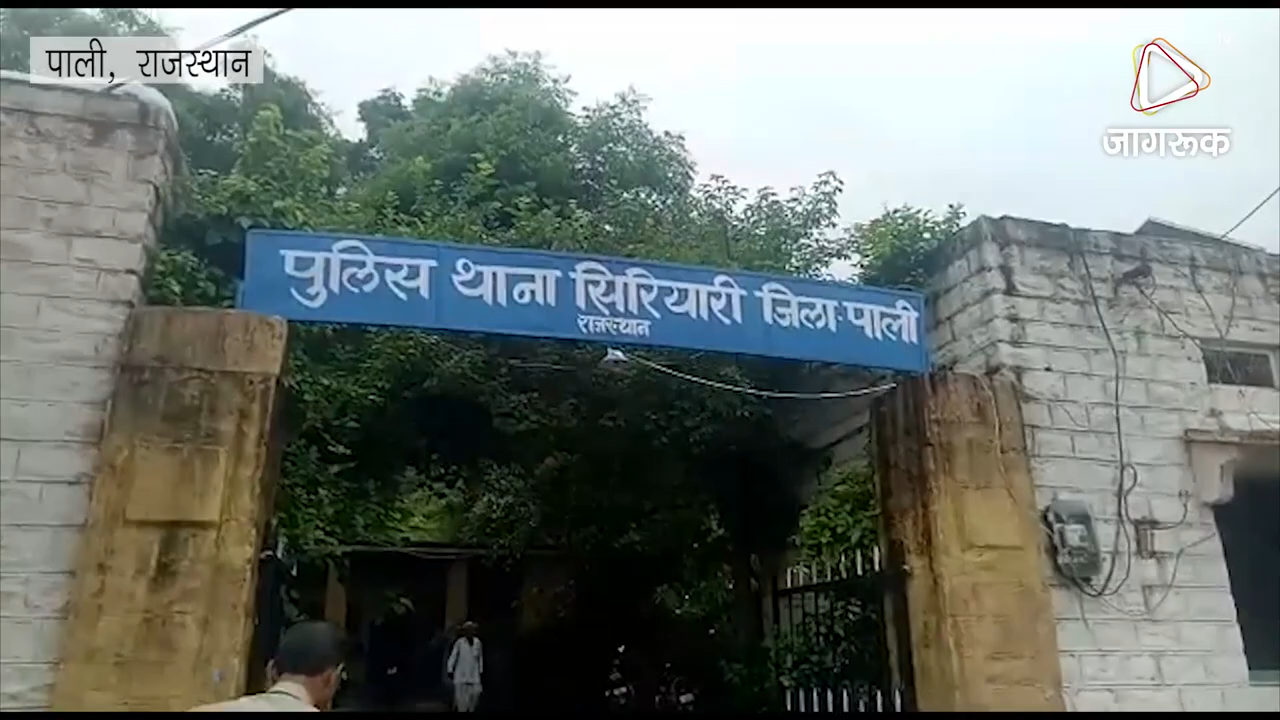 पाली, राजस्थान
जागरूक
पुलिस थाना सिरियारी जिला-पाली
राजस्थान